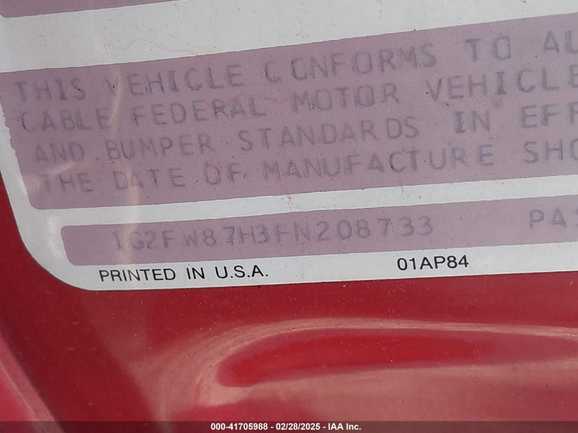 THIS VEHICLE CONFORMS TO AL
CABLE FEDERAL MOTOR VEHICLE
AND BUMPER STANDARDS IN EFF
THE DATE OF MANUFACTURE SHO
1G2FW87H3FN208733 PAS
PRINTED IN U.S.A. 01AP84
000-41705988 - 02/28/2025 - IAA Inc.